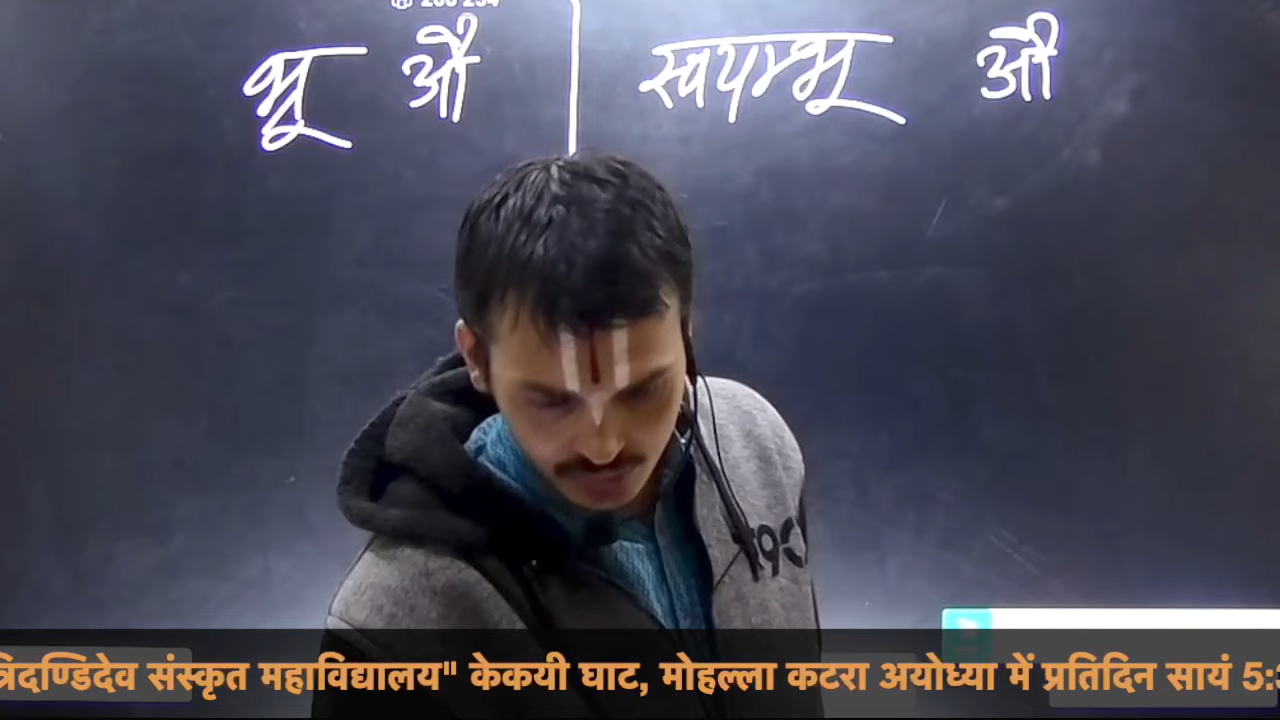 भ्रू औ | स्वयम्भू औ
त्रिदण्डिदेव संस्कृत महाविद्यालय" केकयी घाट, मोहल्ला कटरा अयोध्या में प्रतिदिन सायं 5: